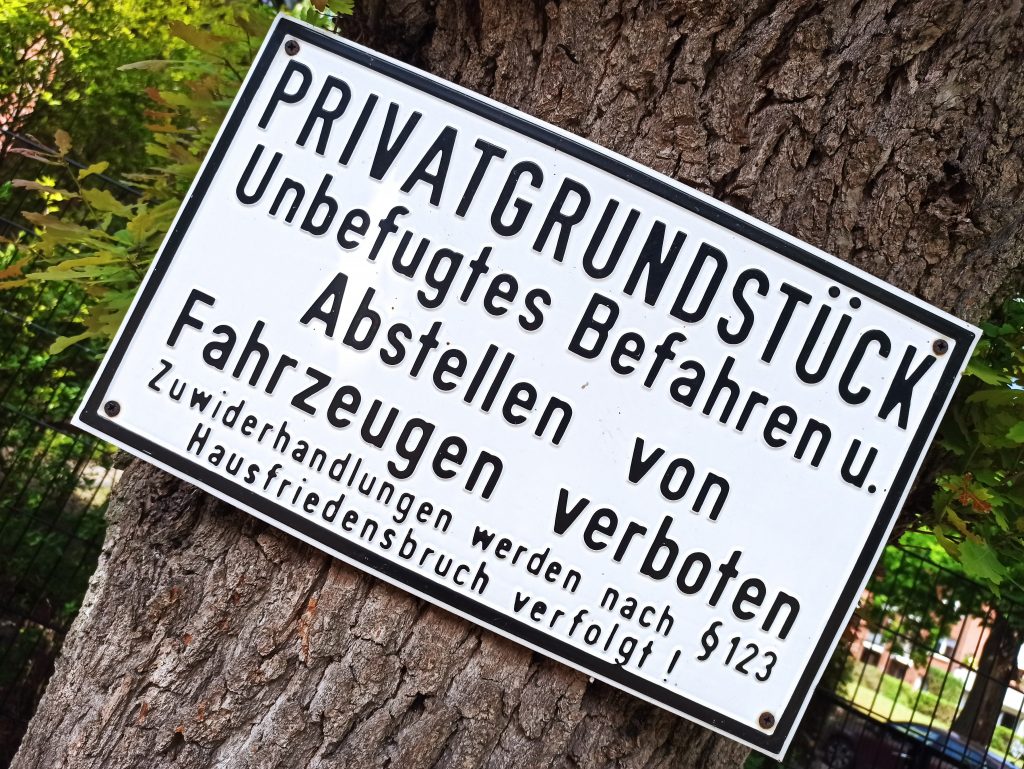 PRIVATGRUNDSTÜCK
Unbefugtes Befahren u.
Abstellen von
Fahrzeugen verboten
Zuwiderhandlungen werden nach § 123
Hausfriedensbruch verfolgt !